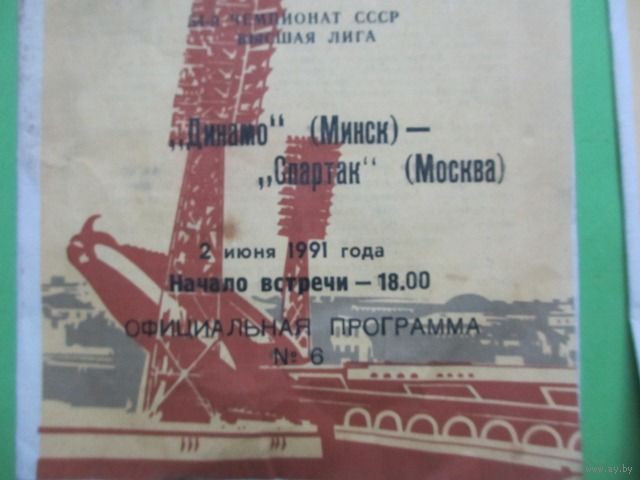 54-й ЧЕМПИОНАТ СССР
ВЫСШАЯ ЛИГА
„Динамо“ (Минск) —
„Спартак“ (Москва)
2 июня 1991 года
Начало встречи — 18.00
ОФИЦИАЛЬНАЯ ПРОГРАММА
№ 6
www.ay.by